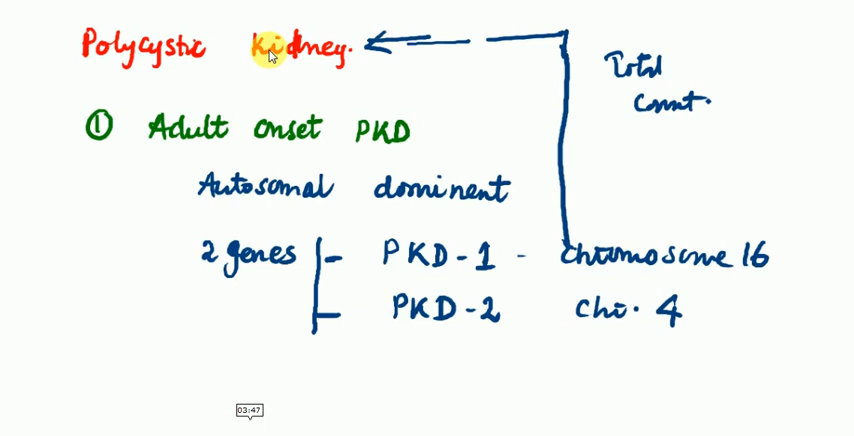 Polycystic kidney.
Total
Count.
① Adult onset PKD
Autosomal dominent
2 genes PKD-1 - chromosome 16
PKD-2 Chr. 4
03:47